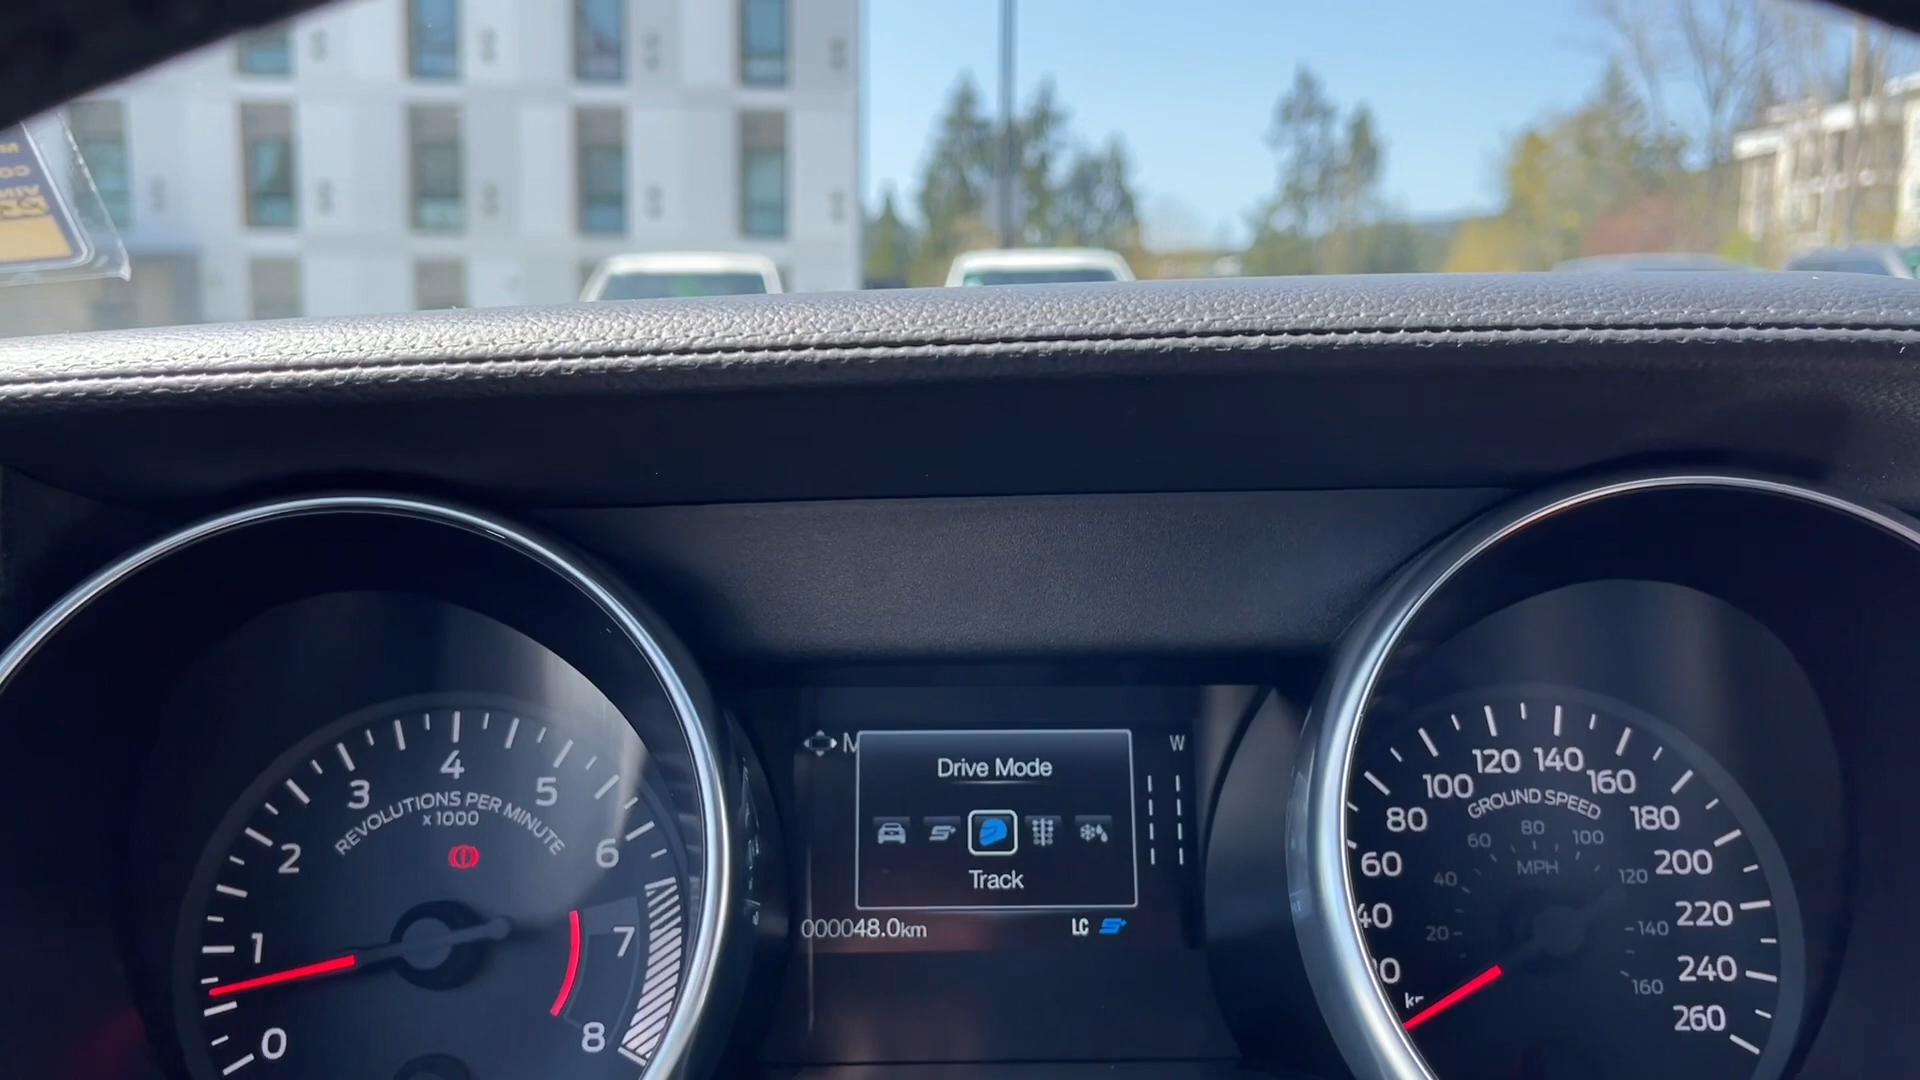 0
1
2
3
4
5
6
7
8
REVOLUTIONS PER MINUTE
x 1000
M
W
Drive Mode
Track
000048.0km
LC
60
80
100
120
140
160
180
200
220
240
260
GROUND SPEED
20
40
60
80
100
120
140
160
MPH